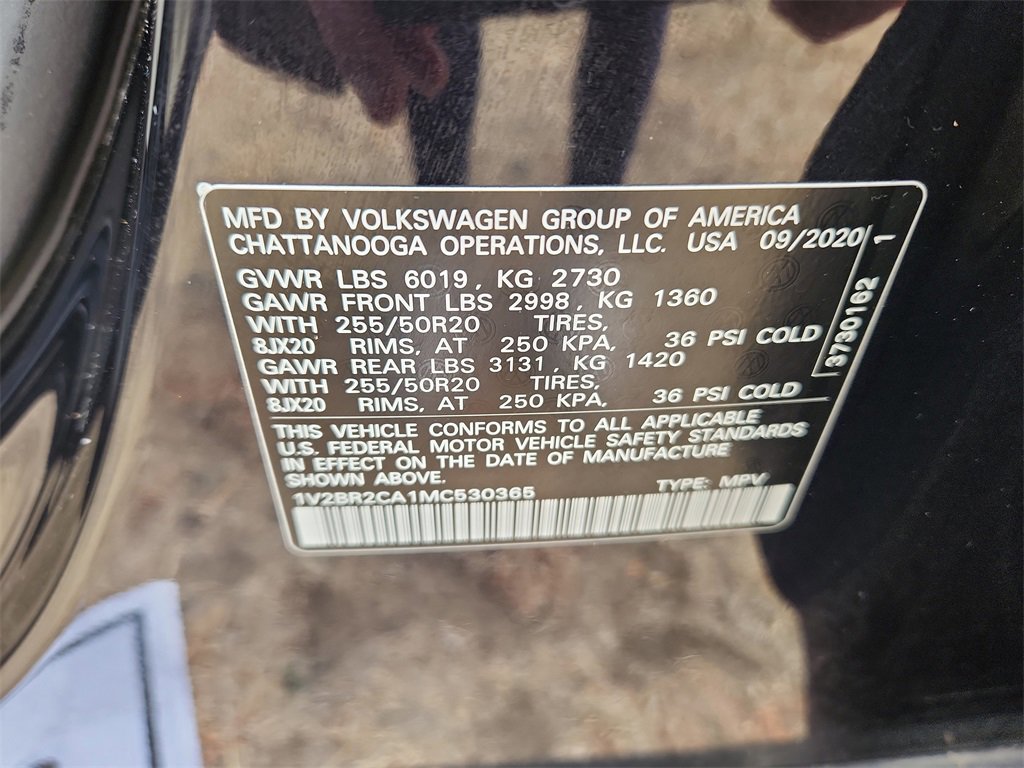 MFD BY VOLKSWAGEN GROUP OF AMERICA
CHATTANOOGA OPERATIONS, LLC. USA 09/2020
GVWR LBS 6019, KG 2730
GAWR FRONT LBS 2998, KG 1360
WITH 255/50R20 TIRES,
8JX20 RIMS, AT 250 KPA, 36 PSI COLD
GAWR REAR LBS 3131, KG 1420
WITH 255/50R20 TIRES,
8JX20 RIMS, AT 250 KPA, 36 PSI COLD
3730162 1
THIS VEHICLE CONFORMS TO ALL APPLICABLE
U.S. FEDERAL MOTOR VEHICLE SAFETY STANDARDS
IN EFFECT ON THE DATE OF MANUFACTURE
SHOWN ABOVE.
1V2BR2CA1MC530365 TYPE: MPV